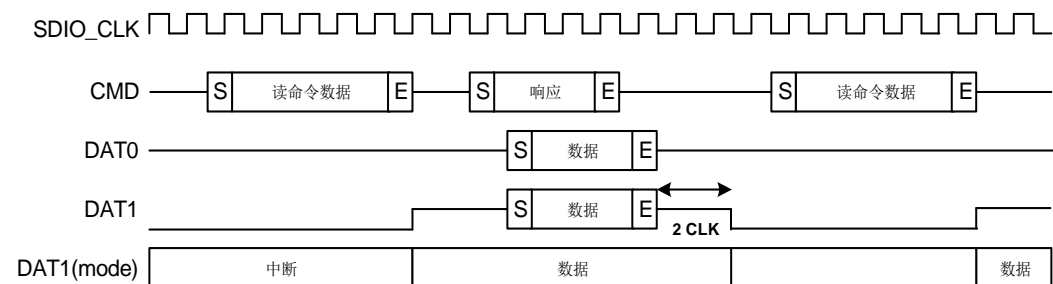 SDIO_CLK
CMD S 读命令数据 E S 响应 E S 读命令数据 E
DAT0 S 数据 E
DAT1 S 数据 E
2 CLK
DAT1(mode) 中断 数据 数据